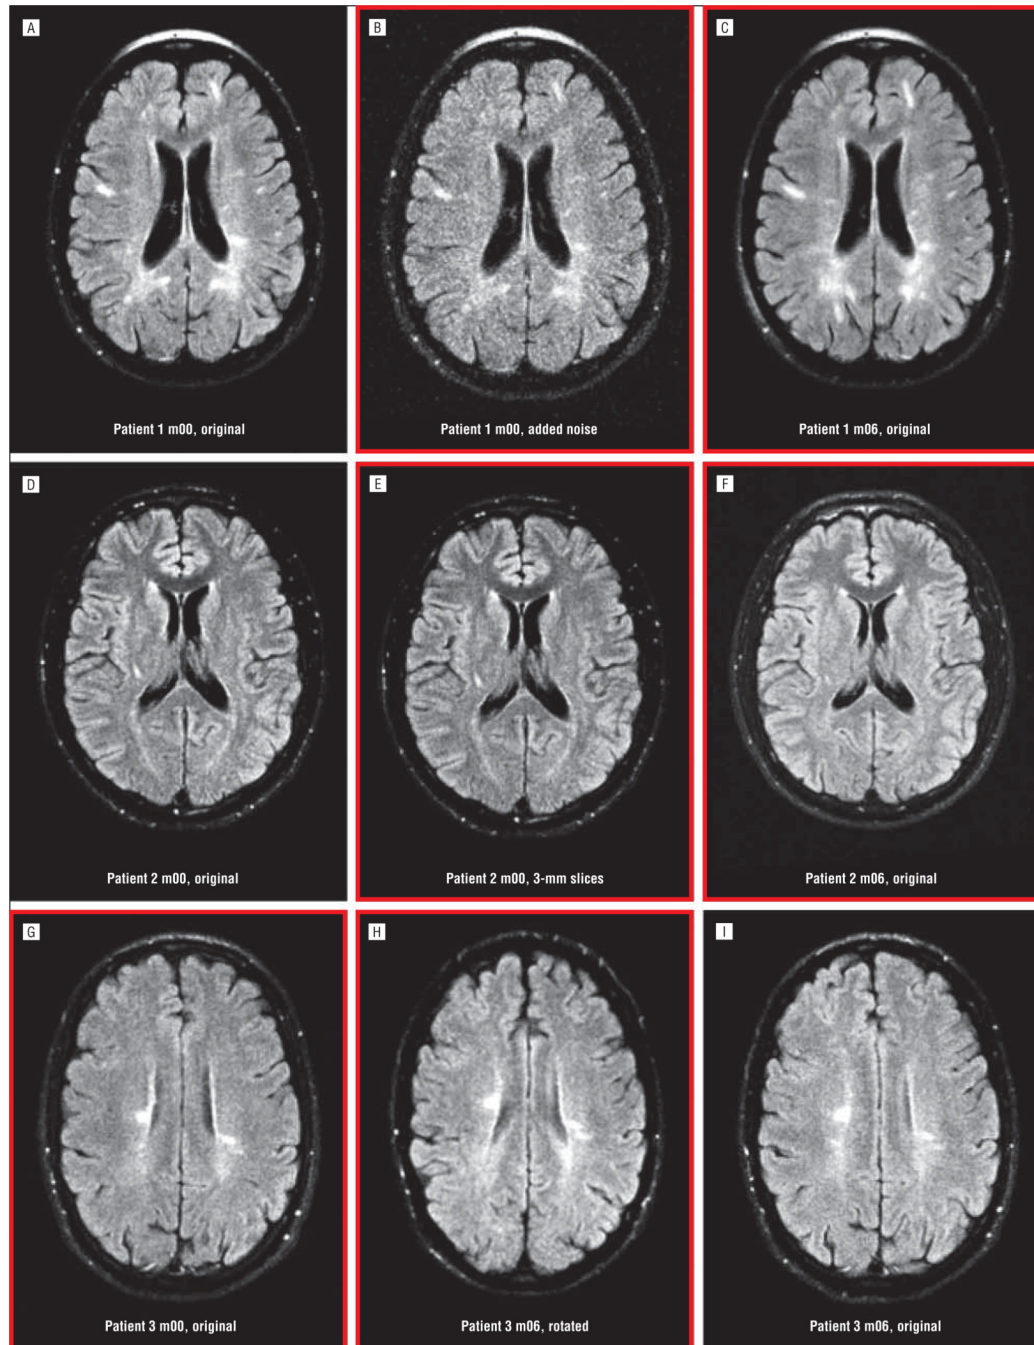 A
B
C
Patient 1 m00, original
Patient 1 m00, added noise
Patient 1 m06, original
D
E
F
Patient 2 m00, original
Patient 2 m00, 3-mm slices
Patient 2 m06, original
G
H
I
Patient 3 m00, original
Patient 3 m06, rotated
Patient 3 m06, original